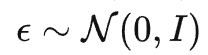 ϵ ∼ 𝒩(0, I)